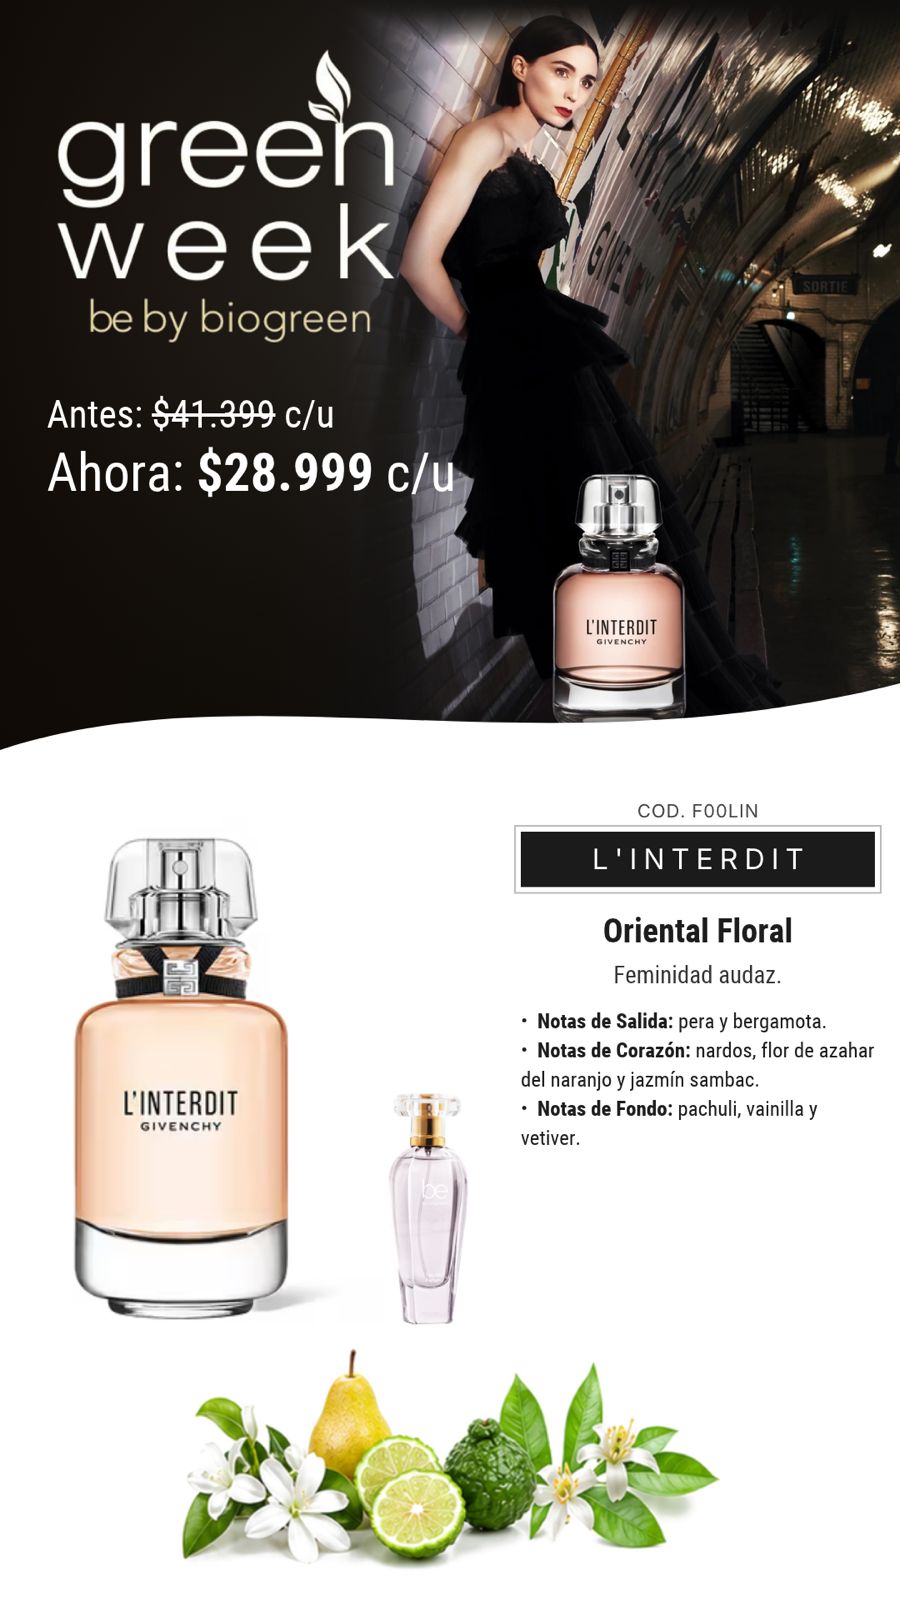 green
week
be by biogreen
Antes: $41.399 c/u
Ahora: $28.999 c/u
GIVE
SORTIE
L'INTERDIT
GIVENCHY
COD. F00LIN
L'INTERDIT
Oriental Floral
Feminidad audaz.
• Notas de Salida: pera y bergamota.
• Notas de Corazón: nardos, flor de azahar
del naranjo y jazmín sambac.
• Notas de Fondo: pachuli, vainilla y
vetiver.
L'INTERDIT
GIVENCHY
be